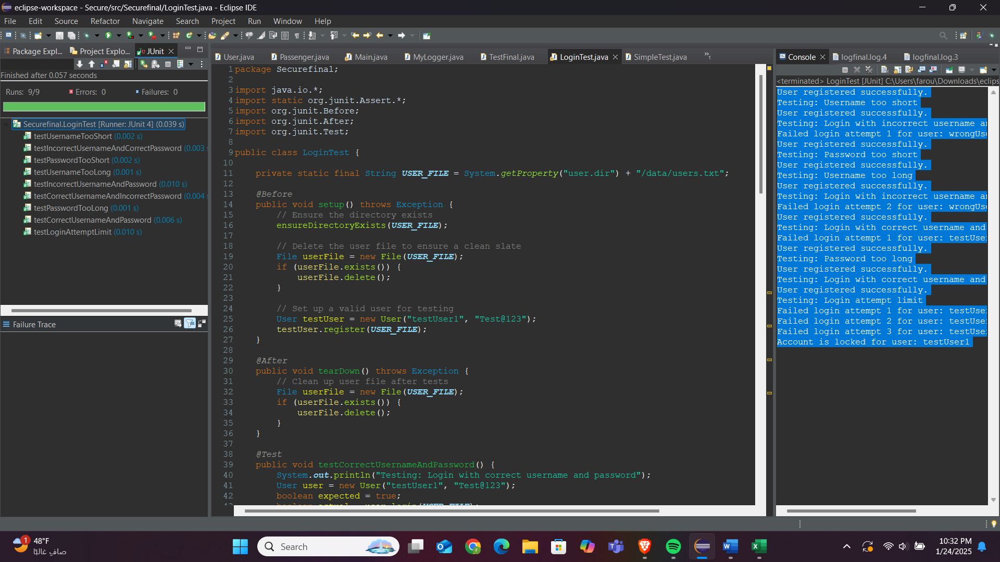 eclipse-workspace - Secure/src/Securefinal/LoginTest.java - Eclipse IDE
File Edit Source Refactor Navigate Search Project Run Window Help
Package Expl... Project Explo... JUnit
Finished after 0.057 seconds
Runs: 9/9 Errors: 0 Failures: 0
Securefinal.LoginTest [Runner: JUnit 4] (0.039 s)
testUsernameTooShort (0.002 s)
testIncorrectUsernameAndCorrectPassword (0.003
testPasswordTooShort (0.002 s)
testUsernameTooLong (0.001 s)
testIncorrectUsernameAndPassword (0.010 s)
testCorrectUsernameAndIncorrectPassword (0.004
testPasswordTooLong (0.001 s)
testCorrectUsernameAndPassword (0.006 s)
testLoginAttemptLimit (0.010 s)
Failure Trace
User.java Passenger.java Main.java MyLogger.java TestFinal.java LoginTest.java SimpleTest.java »1
1 package Securefinal;
2
3 import java.io.*;
4 import static org.junit.Assert.*;
5 import org.junit.Before;
6 import org.junit.After;
7 import org.junit.Test;
8
9 public class LoginTest {
10
11 private static final String USER_FILE = System.getProperty("user.dir") + "/data/users.txt";
12
13 @Before
14 public void setup() throws Exception {
15 // Ensure the directory exists
16 ensureDirectoryExists(USER_FILE);
17
18 // Delete the user file to ensure a clean slate
19 File userFile = new File(USER_FILE);
20 if (userFile.exists()) {
21 userFile.delete();
22 }
23
24 // Set up a valid user for testing
25 User testUser = new User("testUser1", "Test@123");
26 testUser.register(USER_FILE);
27 }
28
29 @After
30 public void tearDown() throws Exception {
31 // Clean up user file after tests
32 File userFile = new File(USER_FILE);
33 if (userFile.exists()) {
34 userFile.delete();
35 }
36 }
37
38 @Test
39 public void testCorrectUsernameAndPassword() {
40 System.out.println("Testing: Login with correct username and password");
41 User user = new User("testUser1", "Test@123");
42 boolean expected = true;
Console logfinal.log.4 logfinal.log.3
<terminated> LoginTest [JUnit] C:\Users\farou\Downloads\eclips
User registered successfully.
Testing: Username too short
User registered successfully.
Testing: Login with incorrect username an
Failed login attempt 1 for user: wrongUse
User registered successfully.
Testing: Password too short
User registered successfully.
Testing: Username too long
User registered successfully.
Testing: Login with incorrect username an
Failed login attempt 2 for user: wrongUse
User registered successfully.
Testing: Login with correct username and
Failed login attempt 1 for user: testUser
User registered successfully.
Testing: Password too long
User registered successfully.
Testing: Login with correct username and
User registered successfully.
Testing: Login attempt limit
Failed login attempt 1 for user: testUser
Failed login attempt 2 for user: testUser
Failed login attempt 3 for user: testUser
Account is locked for user: testUser1
1
48°F
صافٍ غالبًا
Search
10:32 PM
1/24/2025